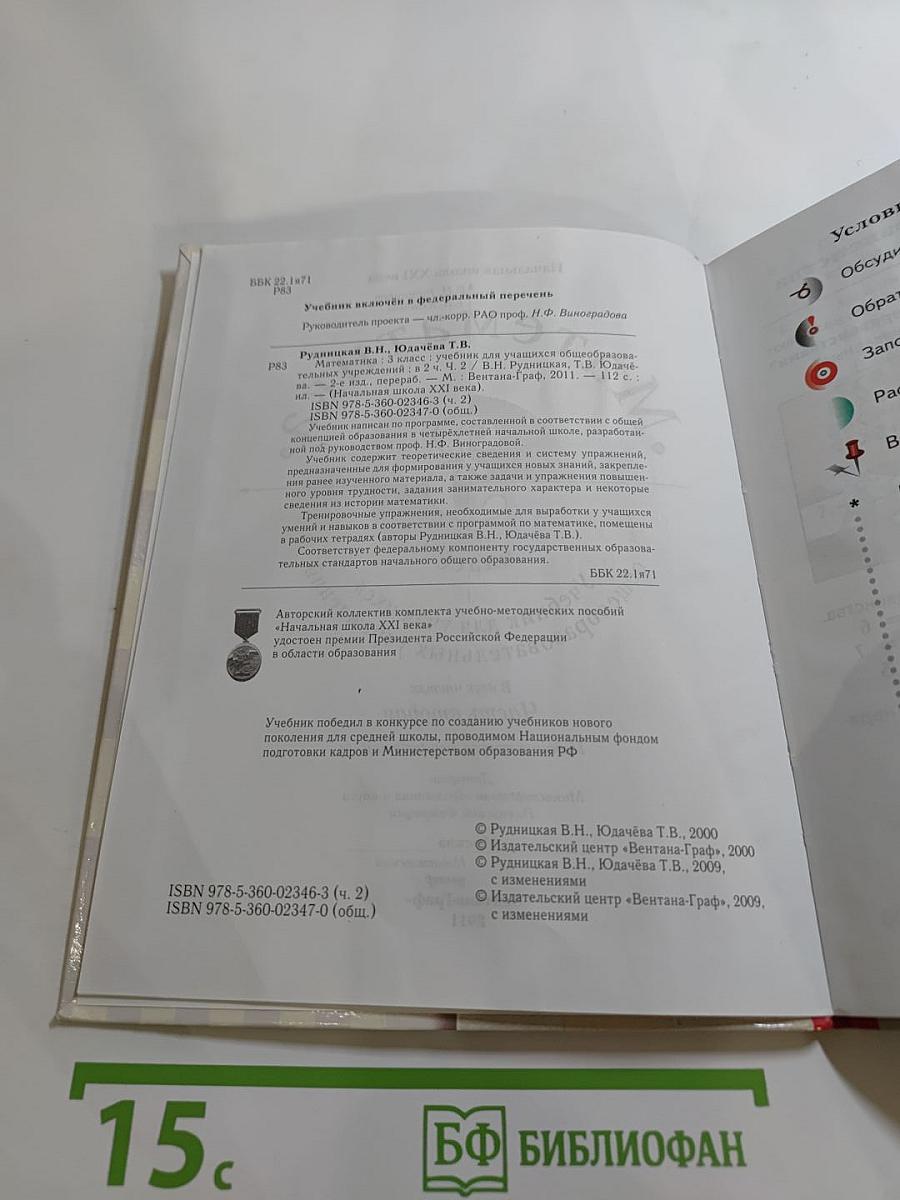 ББК 22.1я71
Р83
Учебник включён в федеральный перечень
Руководитель проекта — чл.-корр. РАО проф. Н.Ф. Виноградова
Рудницкая В.Н., Юдачёва Т.В.
Р83
Математика : 3 класс : учебник для учащихся общеобразова-
тельных учреждений : в 2 ч. Ч. 2 / В.Н. Рудницкая, Т.В. Юдачё-
ва. — 2-е изд., перераб. — М. : Вентана-Граф, 2011. — 112 с. :
ил. — (Начальная школа XXI века).
ISBN 978-5-360-02346-3 (ч. 2)
ISBN 978-5-360-02347-0 (общ.)
Учебник написан по программе, составленной в соответствии с общей
концепцией образования в четырёхлетней начальной школе, разработан-
ной под руководством проф. Н.Ф. Виноградовой.
Учебник содержит теоретические сведения и систему упражнений,
предназначенные для формирования у учащихся новых знаний, закрепле-
ния ранее изученного материала, а также задачи и упражнения повышен-
ного уровня трудности, задания занимательного характера и некоторые
сведения из истории математики.
Тренировочные упражнения, необходимые для выработки у учащихся
умений и навыков в соответствии с программой по математике, помещены
в рабочих тетрадях (авторы Рудницкая В.Н., Юдачёва Т.В.).
Соответствует федеральному компоненту государственных образова-
тельных стандартов начального общего образования.
ББК 22.1я71
Авторский коллектив комплекта учебно-методических пособий
«Начальная школа XXI века»
удостоен премии Президента Российской Федерации
в области образования
Учебник победил в конкурсе по созданию учебников нового
поколения для средней школы, проводимом Национальным фондом
подготовки кадров и Министерством образования РФ
© Рудницкая В.Н., Юдачёва Т.В., 2000
© Издательский центр «Вентана-Граф», 2000
© Рудницкая В.Н., Юдачёва Т.В., 2009,
с изменениями
© Издательский центр «Вентана-Граф», 2009,
с изменениями
ISBN 978-5-360-02346-3 (ч. 2)
ISBN 978-5-360-02347-0 (общ.)
Услов
Обсуди
Обрат
Запо
Рас
В
*
15 с
БФ БИБЛИОФАН